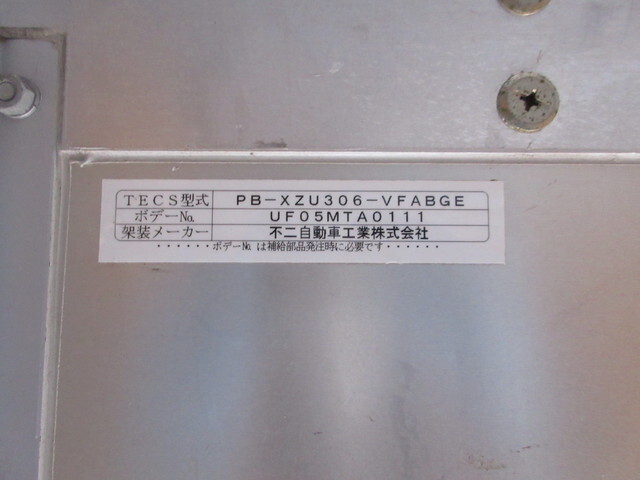 TECS型式 PB-XZU306-VFABGE
ボデー№ UF05MTA0111
架装メーカー 不二自動車工業株式会社
・・・・・・ボデー№ は補給部品発注時に必要です・・・・・・